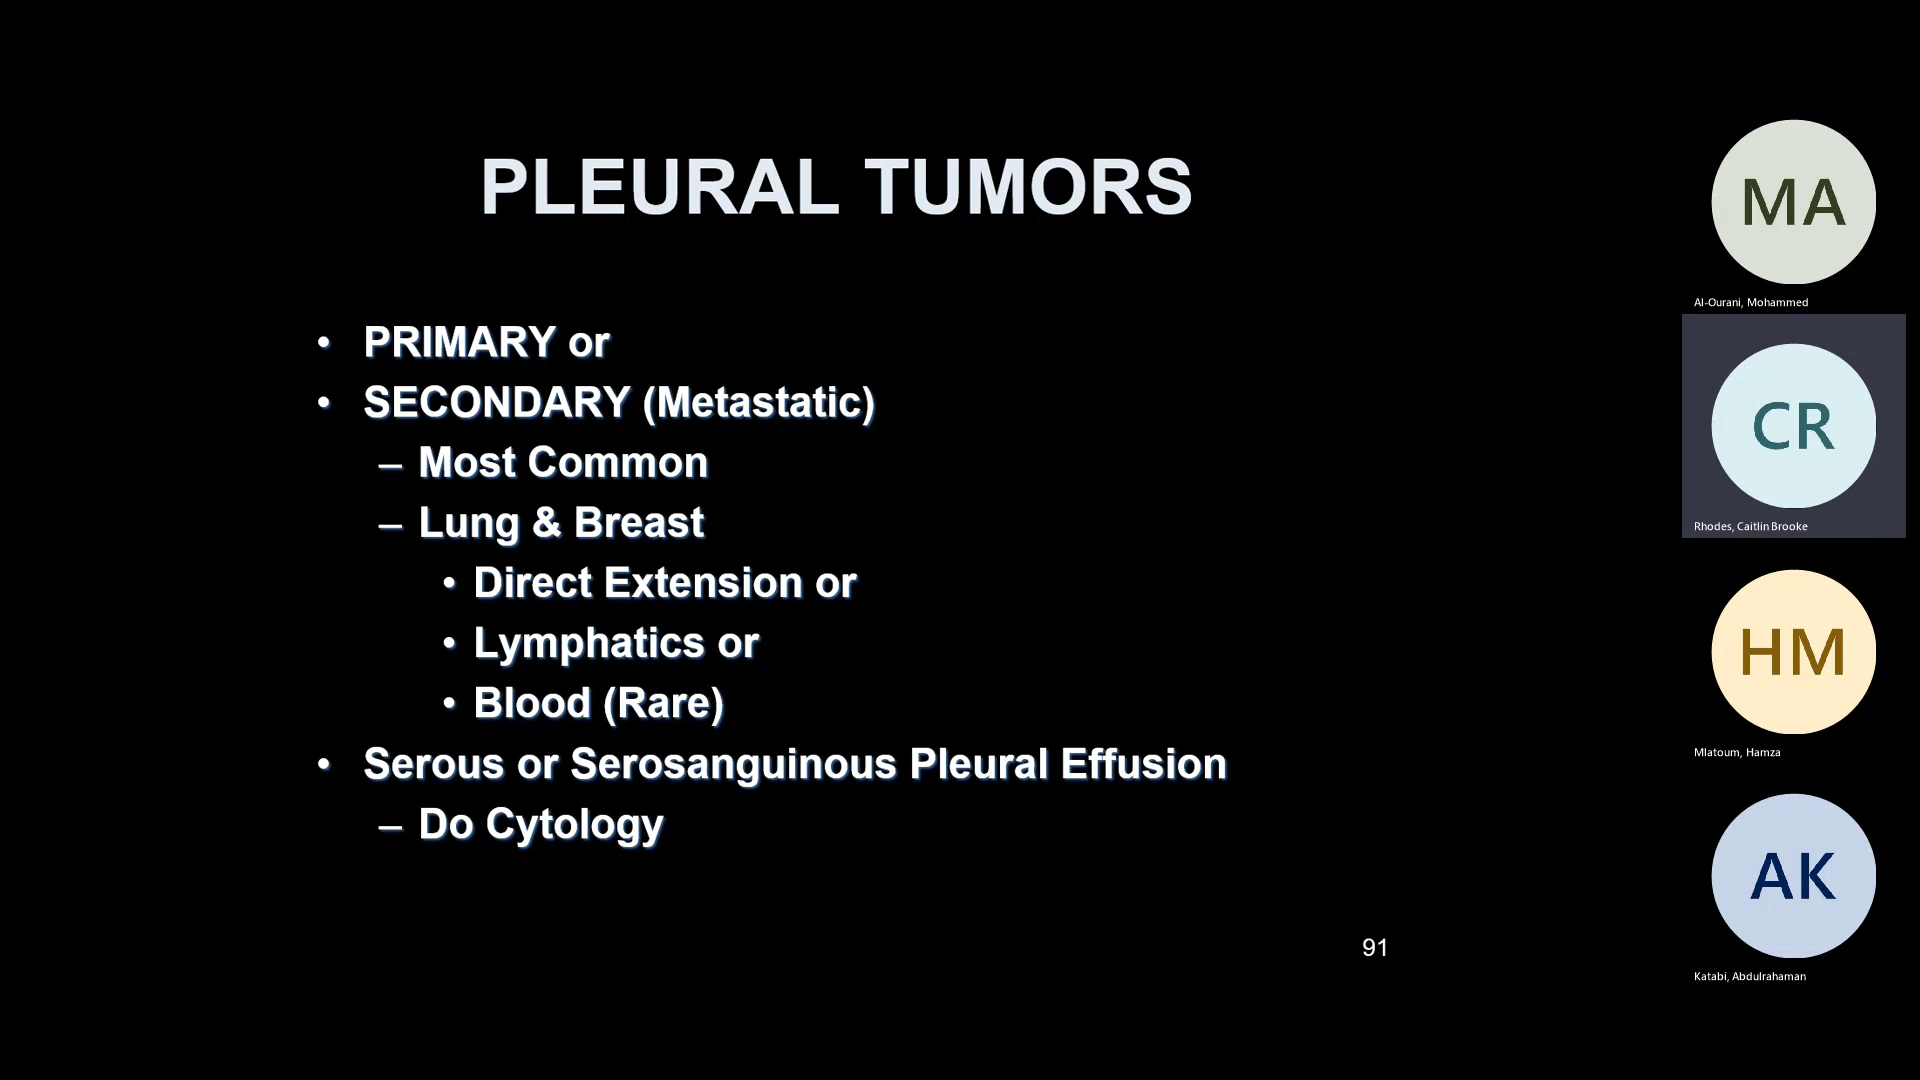 PLEURAL TUMORS
• PRIMARY or
• SECONDARY (Metastatic)
– Most Common
– Lung & Breast
• Direct Extension or
• Lymphatics or
• Blood (Rare)
• Serous or Serosanguinous Pleural Effusion
– Do Cytology
91
MA
Al-Ourani, Mohammed
CR
Rhodes, Caitlin Brooke
HM
Mlatoum, Hamza
AK
Katabi, Abdulrahaman